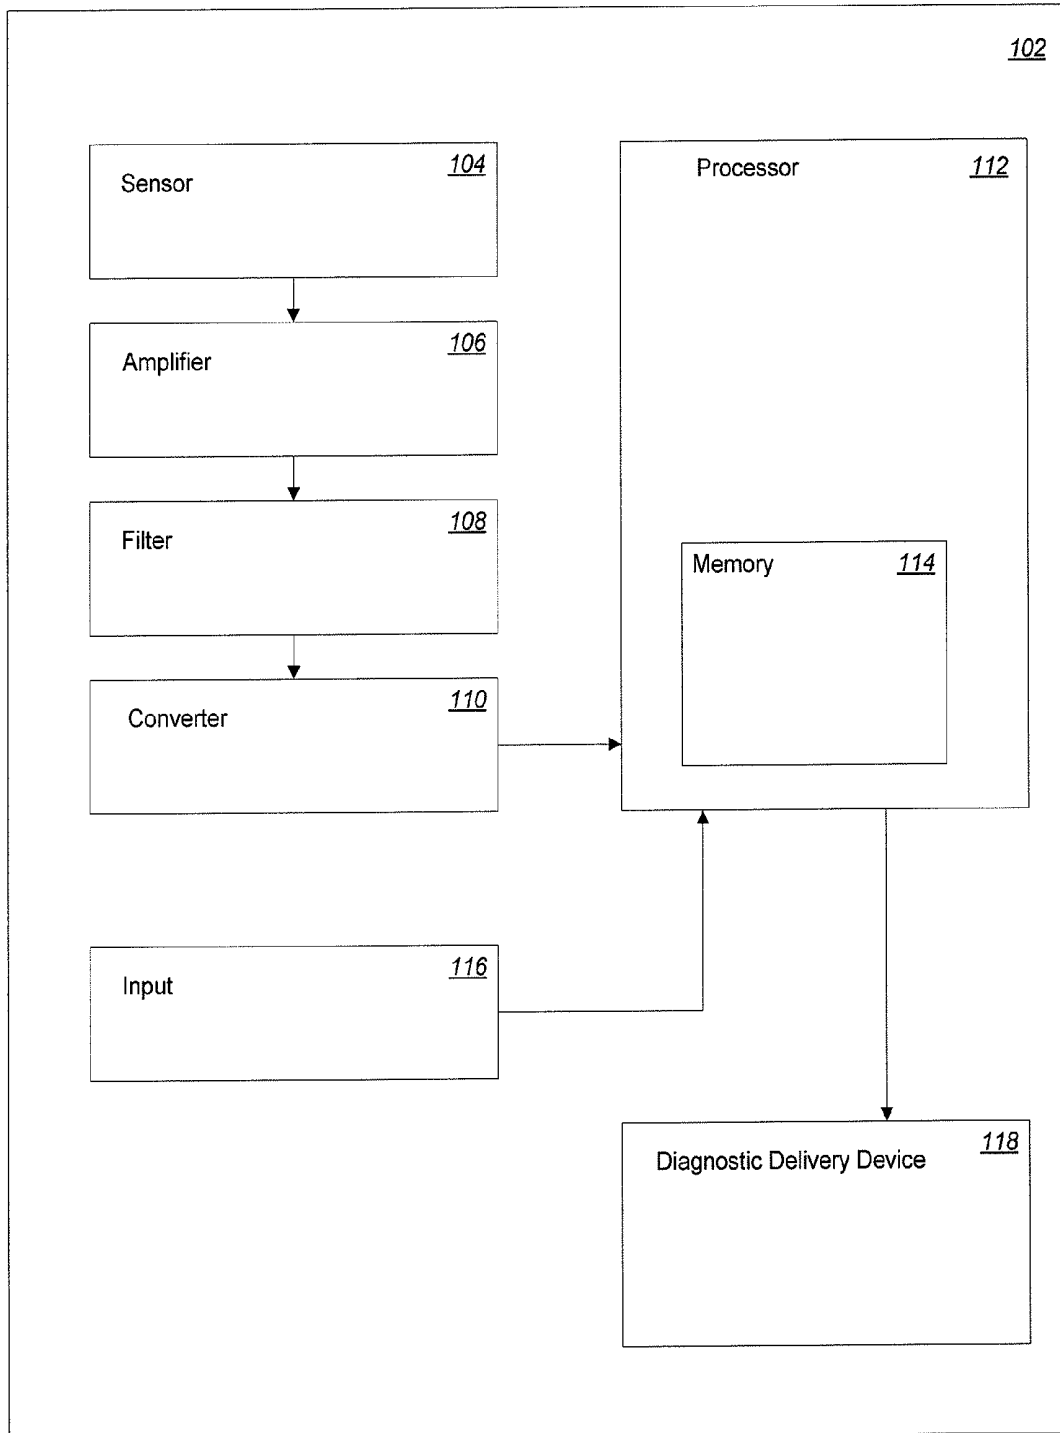 102
Sensor 104
Amplifier 106
Filter 108
Converter 110
Processor 112
Memory 114
Input 116
Diagnostic Delivery Device 118